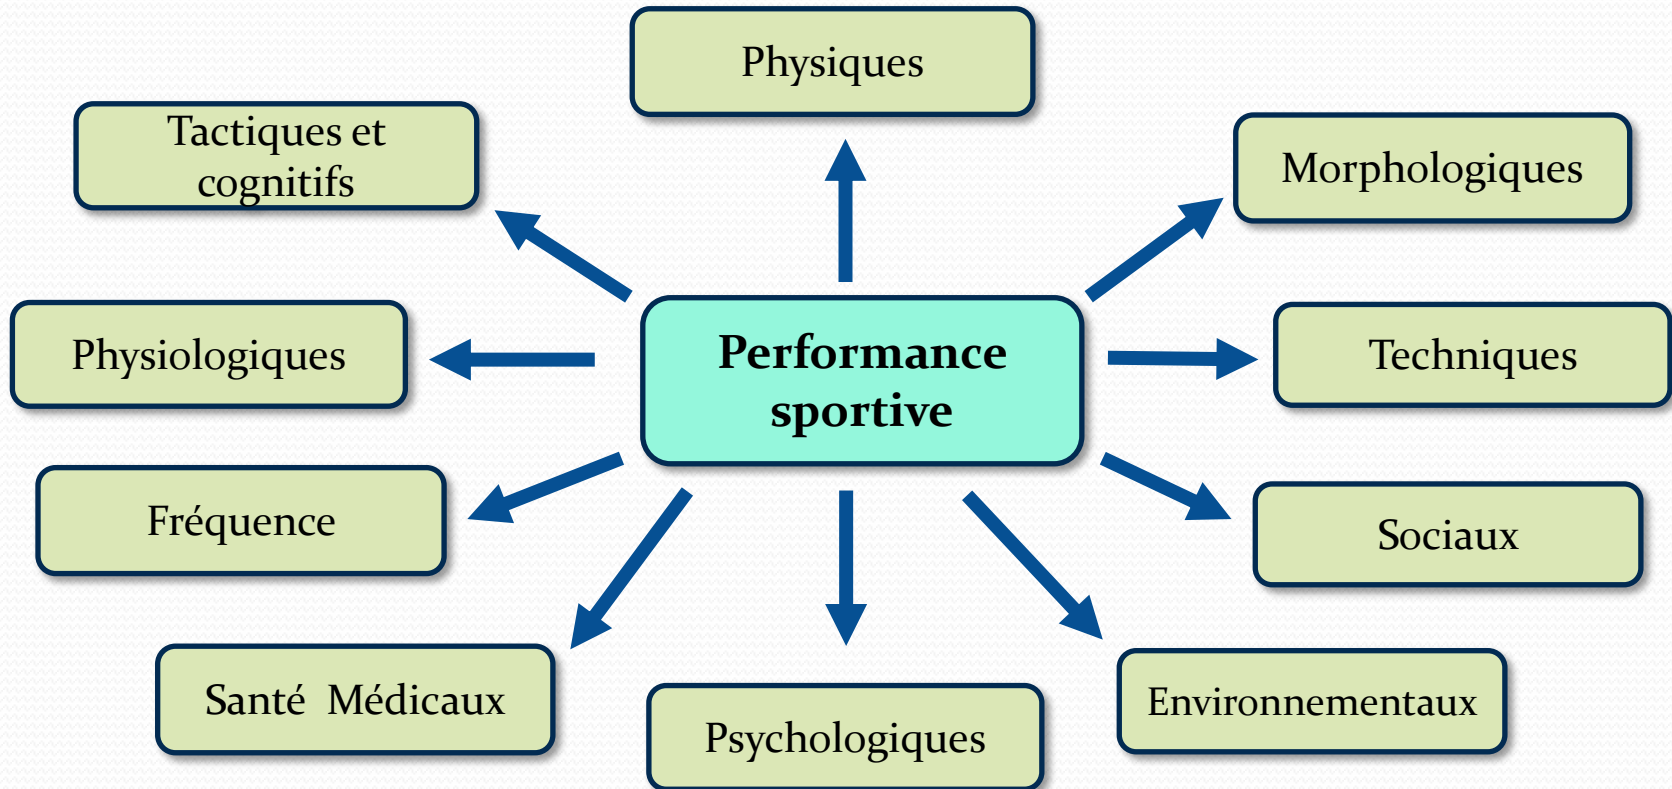 Physiques
Tactiques et
cognitifs
Morphologiques
Physiologiques
Performance
sportive
Techniques
Fréquence
Sociaux
Santé Médicaux
Psychologiques
Environnementaux